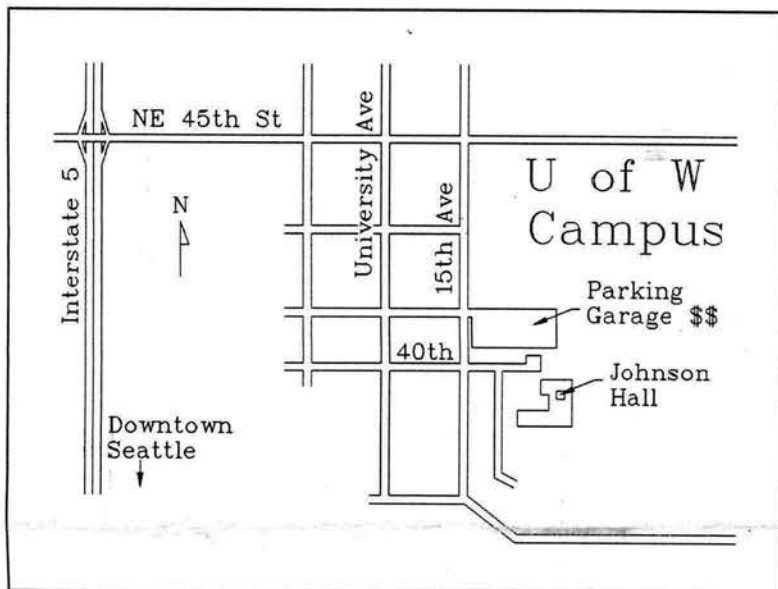 NE 45th St
University Ave
Interstate 5
N
15th Ave
U of W
Campus
Parking
Garage $$
40th
Johnson
Hall
Downtown
Seattle